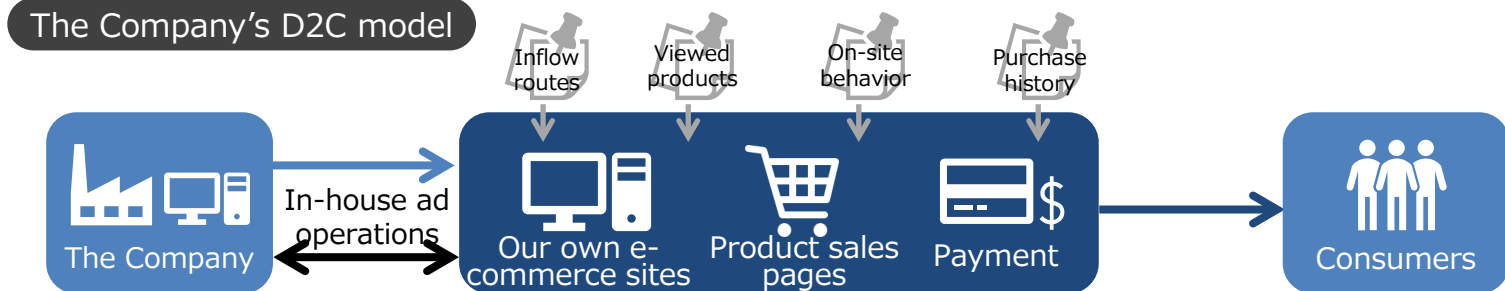 The Company's D2C model
Inflow
routes
Viewed
products
On-site
behavior
Purchase
history
The Company
In-house ad
operations
Our own e-
commerce sites
Product sales
pages
$
Payment
Consumers